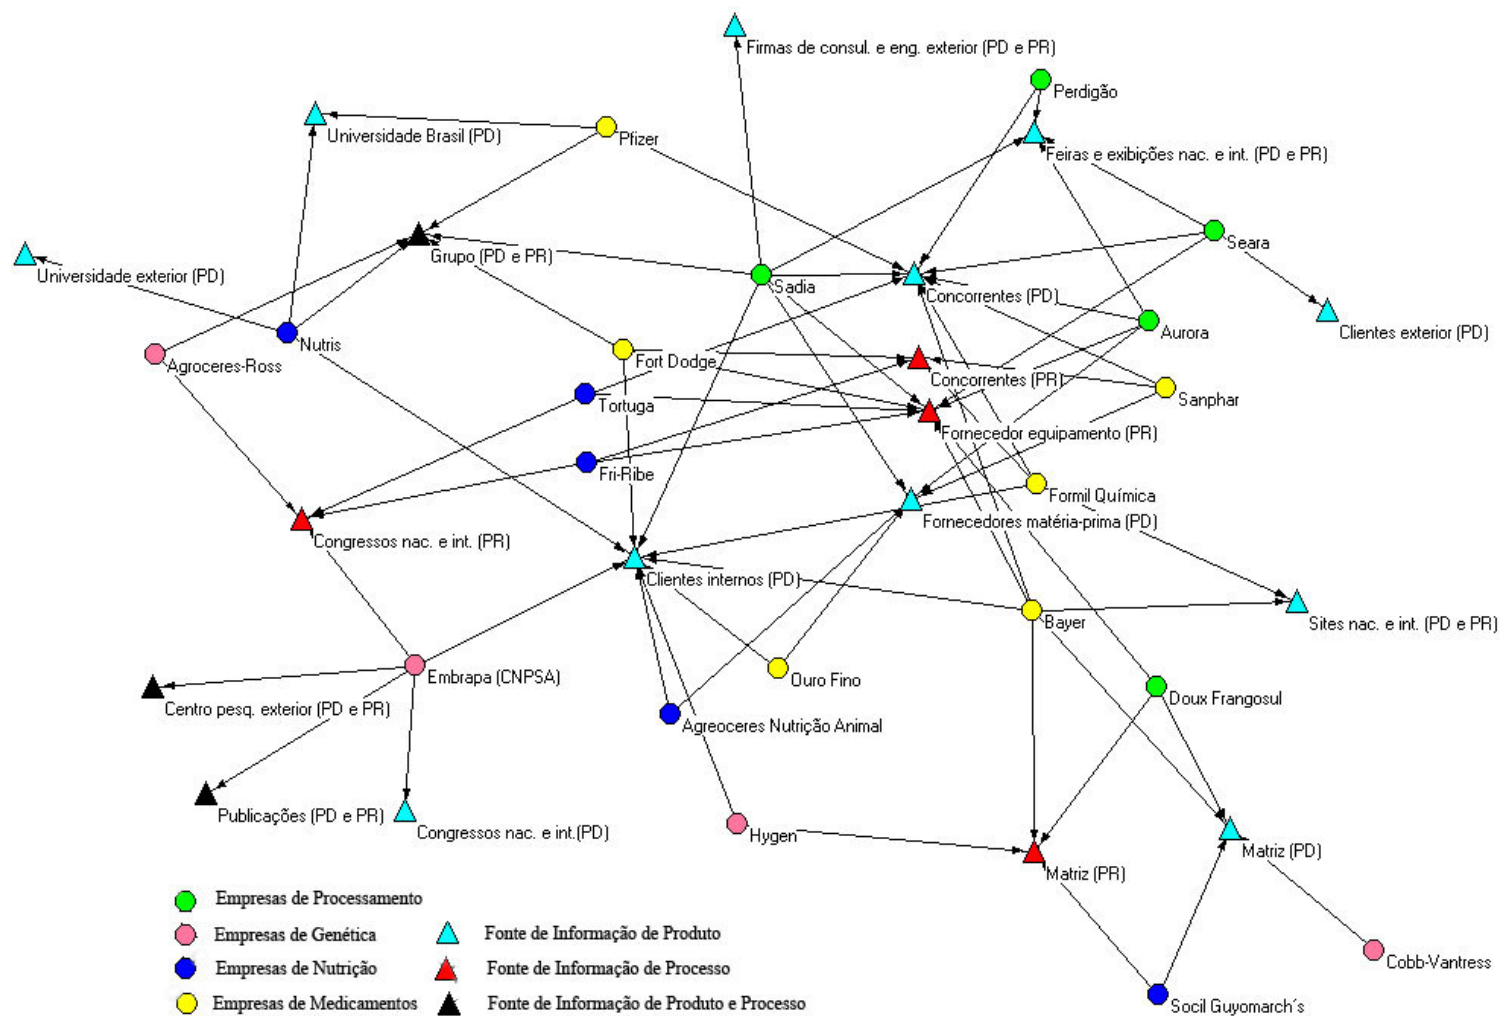 Firmas de consul. e eng. exterior (PD e PR)
Perdigão
Universidade Brasil (PD)
Pfizer
Feiras e exibições nac. e int. (PD e PR)
Seara
Grupo (PD e PR)
Universidade exterior (PD)
Sadia
Concorrentes (PD)
Clientes exterior (PD)
Aurora
Nutris
Agroceres-Ross
Fort Dodge
Concorrentes (PR)
Sanphar
Tortuga
Fornecedor equipamento (PR)
Fri-Ribe
Formil Química
Fornecedores matéria-prima (PD)
Congressos nac. e int. (PR)
Clientes internos (PD)
Bayer
Sites nac. e int. (PD e PR)
Embrapa (CNPSA)
Ouro Fino
Doux Frangosul
Centro pesq. exterior (PD e PR)
Agreoceres Nutrição Animal
Publicações (PD e PR)
Congressos nac. e int.(PD)
Hygen
Matriz (PD)
Matriz (PR)
Cobb-Vantress
Socil Guyomarch´s
Empresas de Processamento
Empresas de Genética
Fonte de Informação de Produto
Empresas de Nutrição
Fonte de Informação de Processo
Empresas de Medicamentos
Fonte de Informação de Produto e Processo